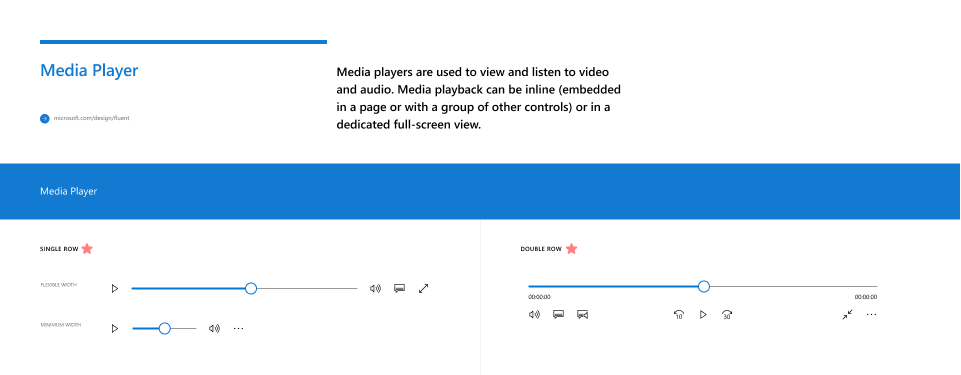 Media Player
microsoft.com/design/fluent
Media players are used to view and listen to video
and audio. Media playback can be inline (embedded
in a page or with a group of other controls) or in a
dedicated full-screen view.
Media Player
SINGLE ROW
FLEXIBLE WIDTH
MINIMUM WIDTH
DOUBLE ROW
00:00:00
00:00:00
10
30